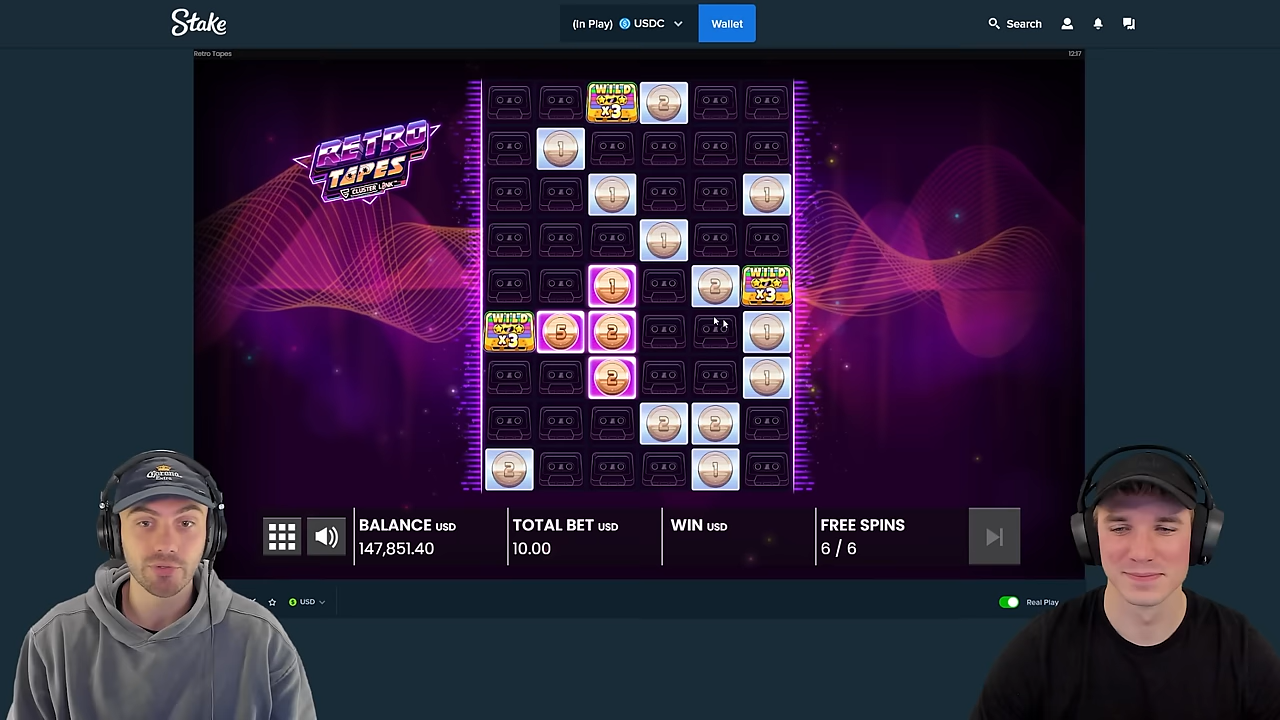 Stake
(In Play) USDC
Wallet
Search
Retro Tapes
12:17
RETRO
TAPES
CLUSTER LINK
WILD
x3
2
1
1
1
1
1
2
WILD
x3
WILD
x3
5
2
1
2
1
2
2
2
1
Corona
Extra
BALANCE USD
147,851.40
TOTAL BET USD
10.00
WIN USD
FREE SPINS
6 / 6
USD
Real Play